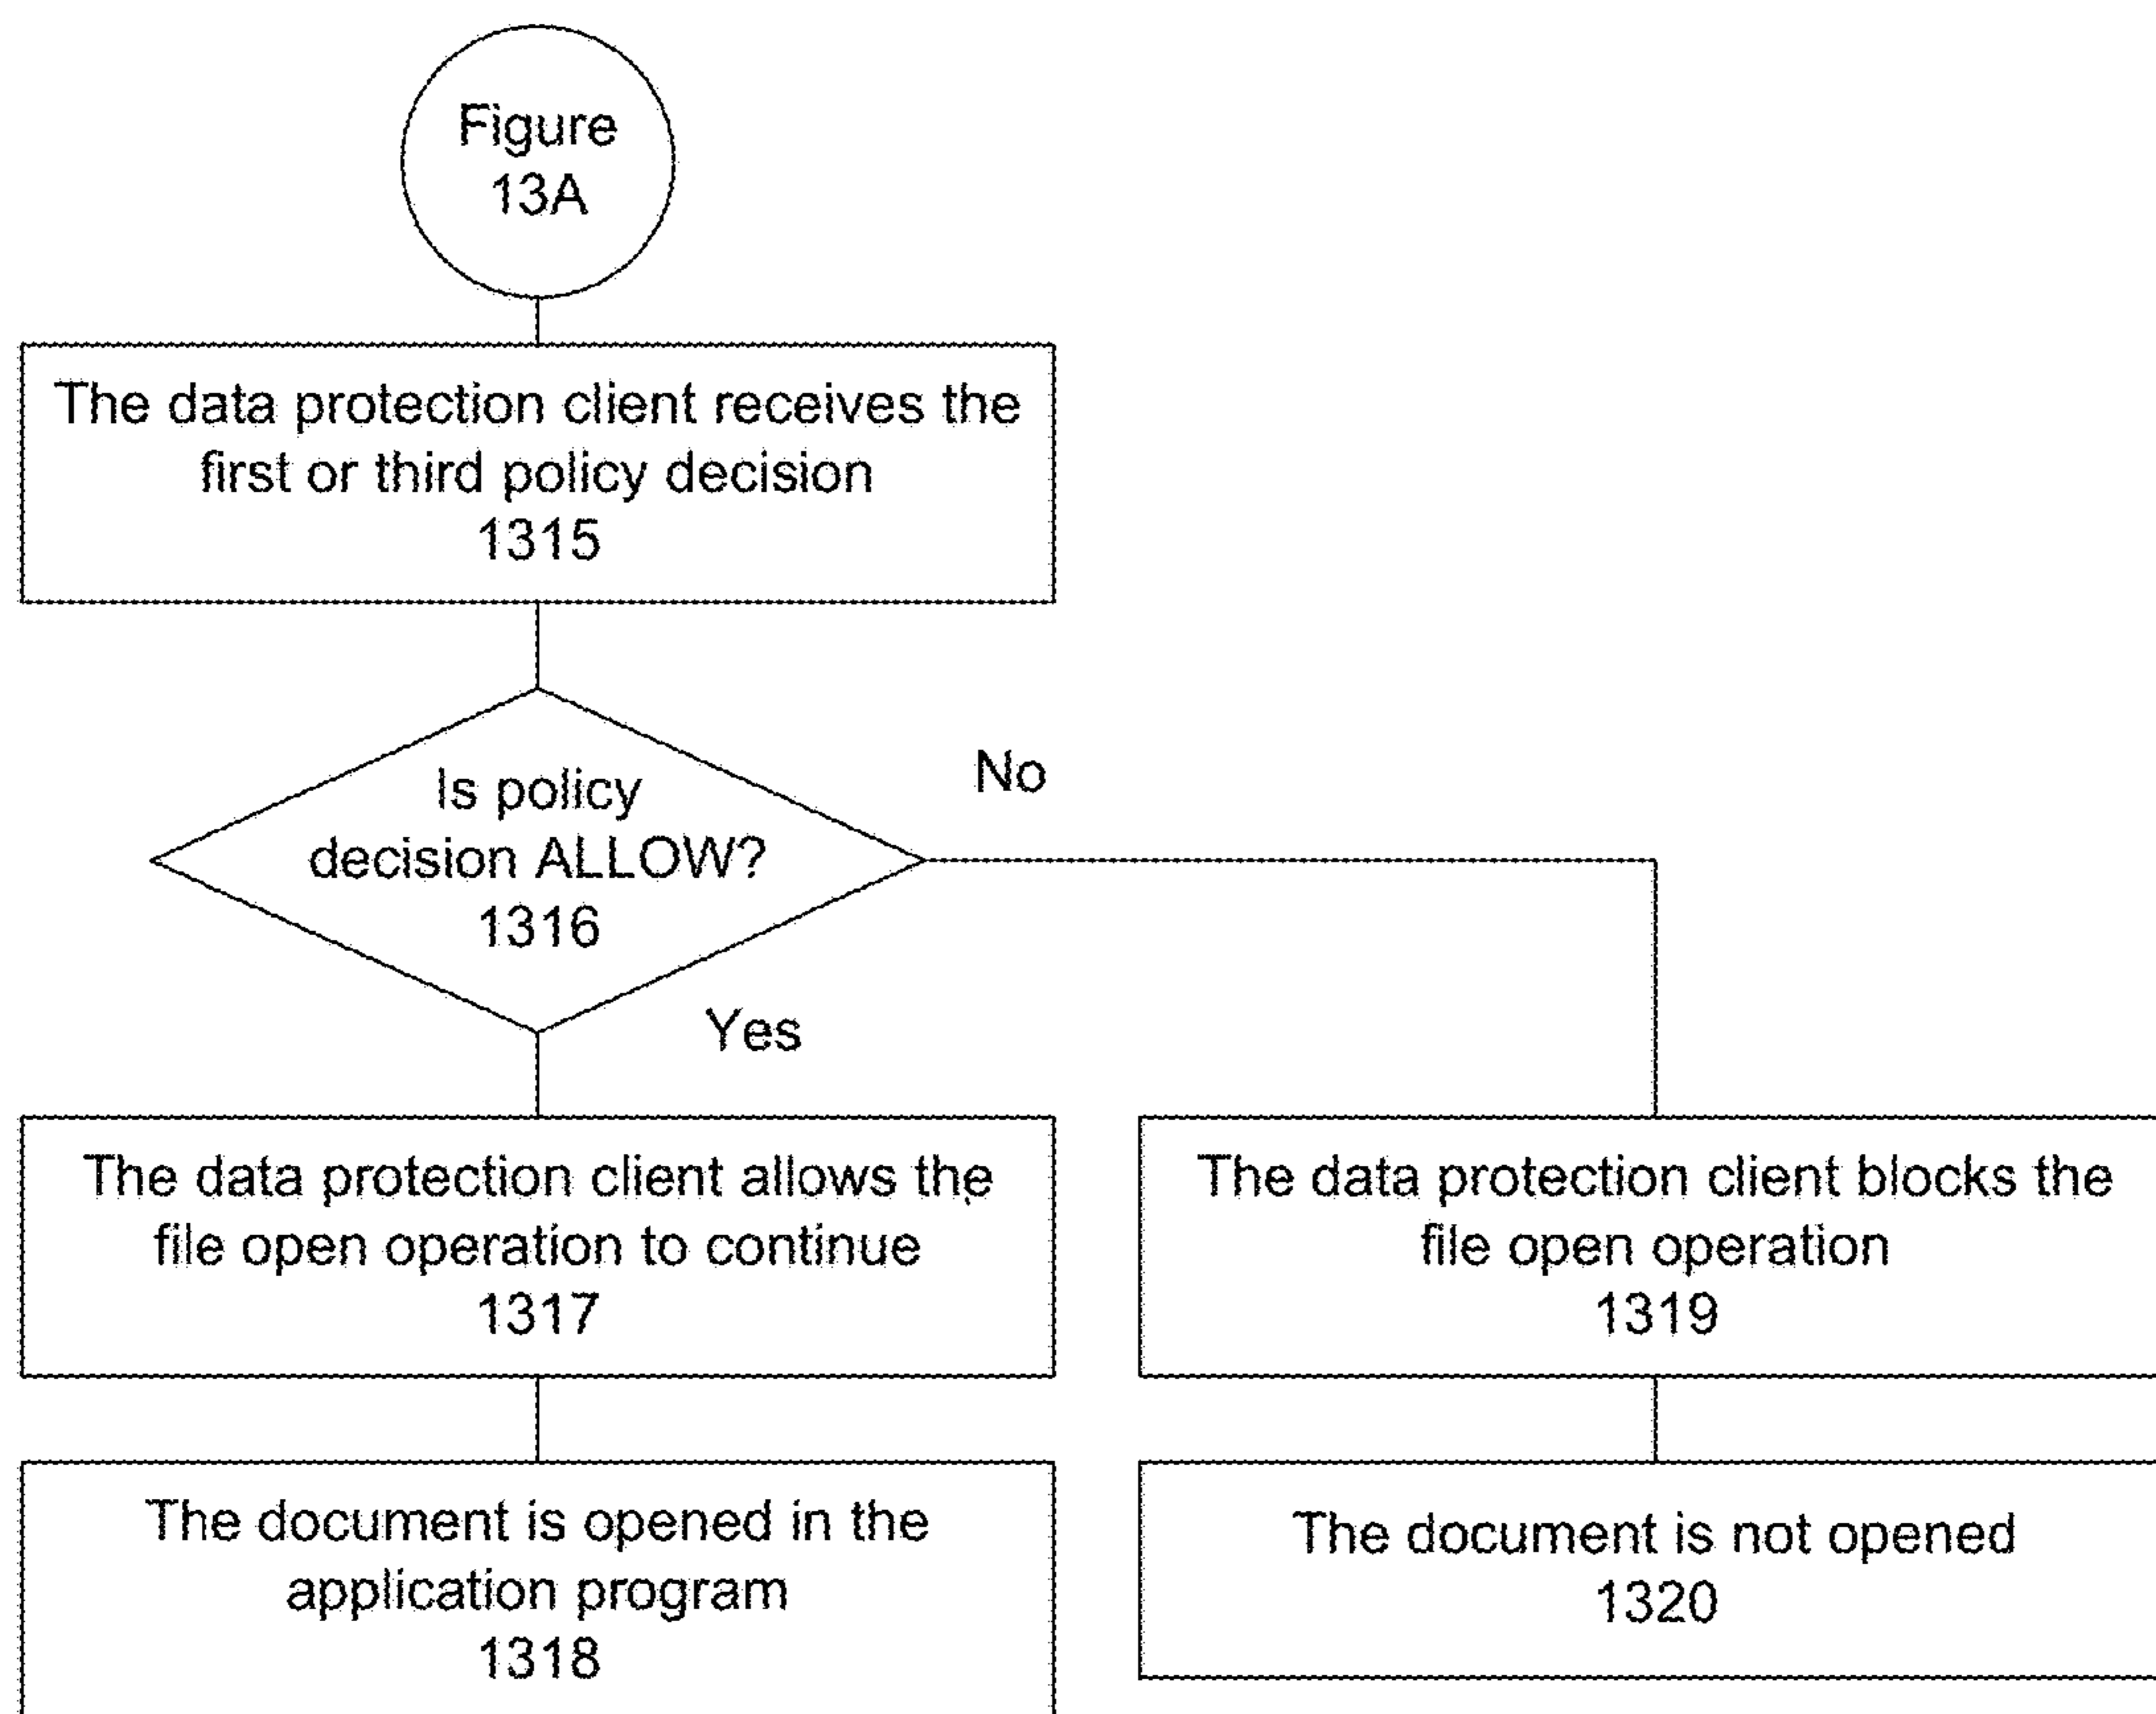 Figure
13A
The data protection client receives the
first or third policy decision
1315
Is policy
decision ALLOW?
1316
No
Yes
The data protection client allows the
file open operation to continue
1317
The data protection client blocks the
file open operation
1319
The document is opened in the
application program
1318
The document is not opened
1320